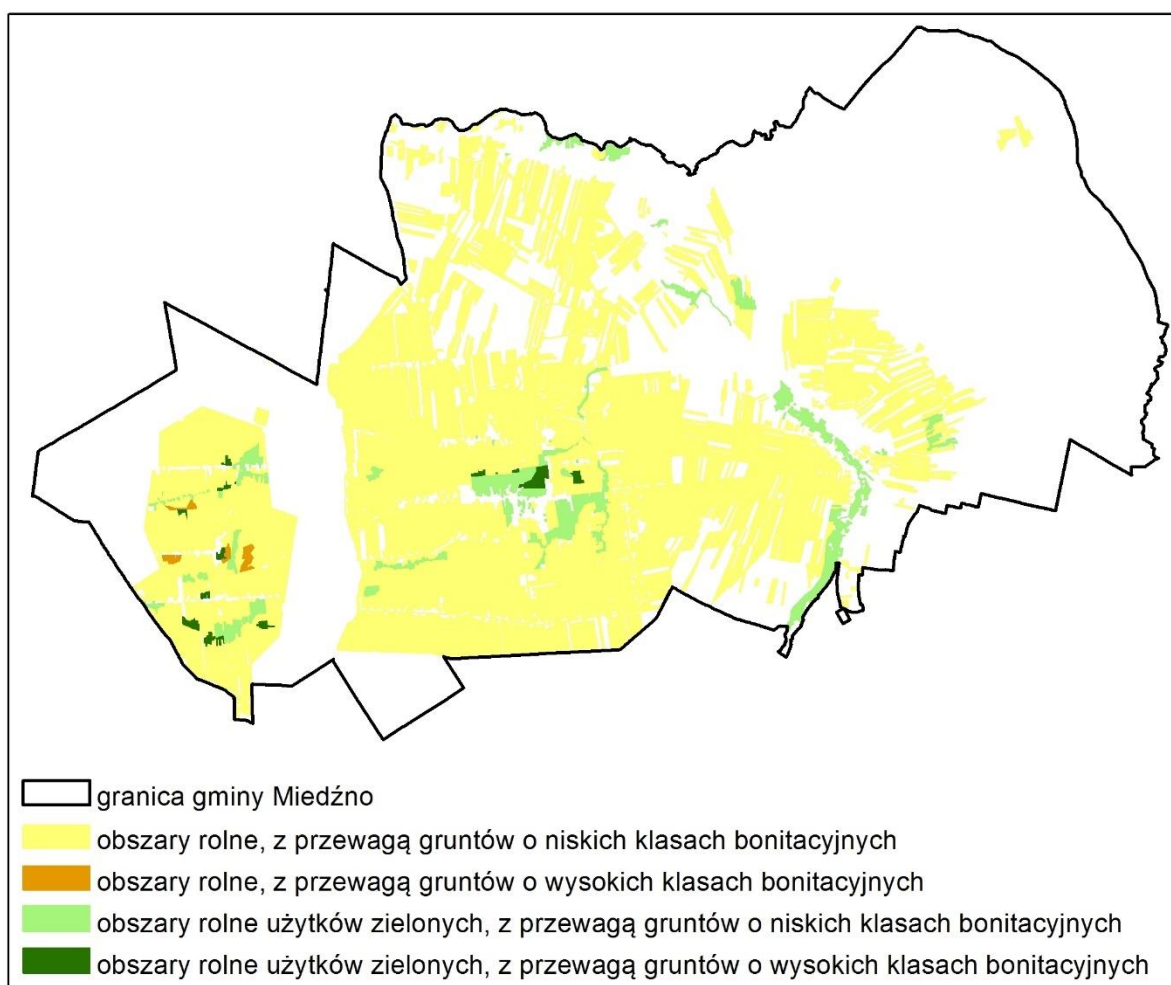 granica gminy Miedźno
obszary rolne, z przewagą gruntów o niskich klasach bonitacyjnych
obszary rolne, z przewagą gruntów o wysokich klasach bonitacyjnych
obszary rolne użytków zielonych, z przewagą gruntów o niskich klasach bonitacyjnych
obszary rolne użytków zielonych, z przewagą gruntów o wysokich klasach bonitacyjnych